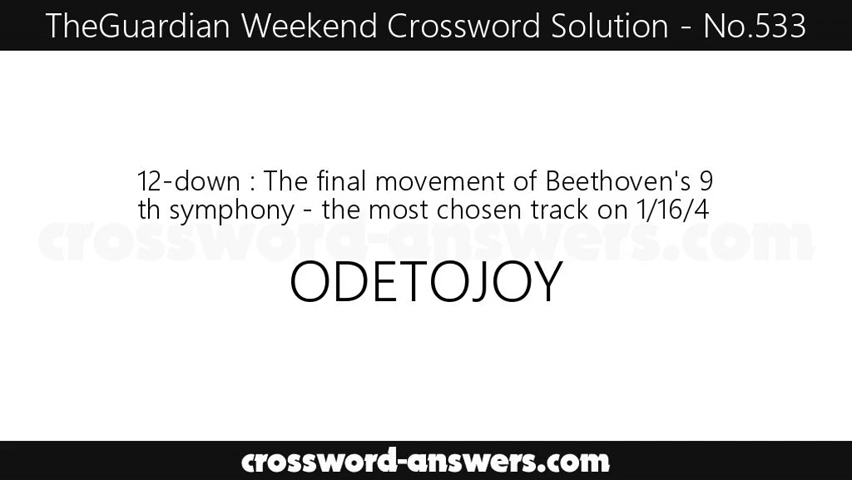 TheGuardian Weekend Crossword Solution - No.533
12-down : The final movement of Beethoven's 9
th symphony - the most chosen track on 1/16/4
crossword-answers.com
ODETOJOY
crossword-answers.com